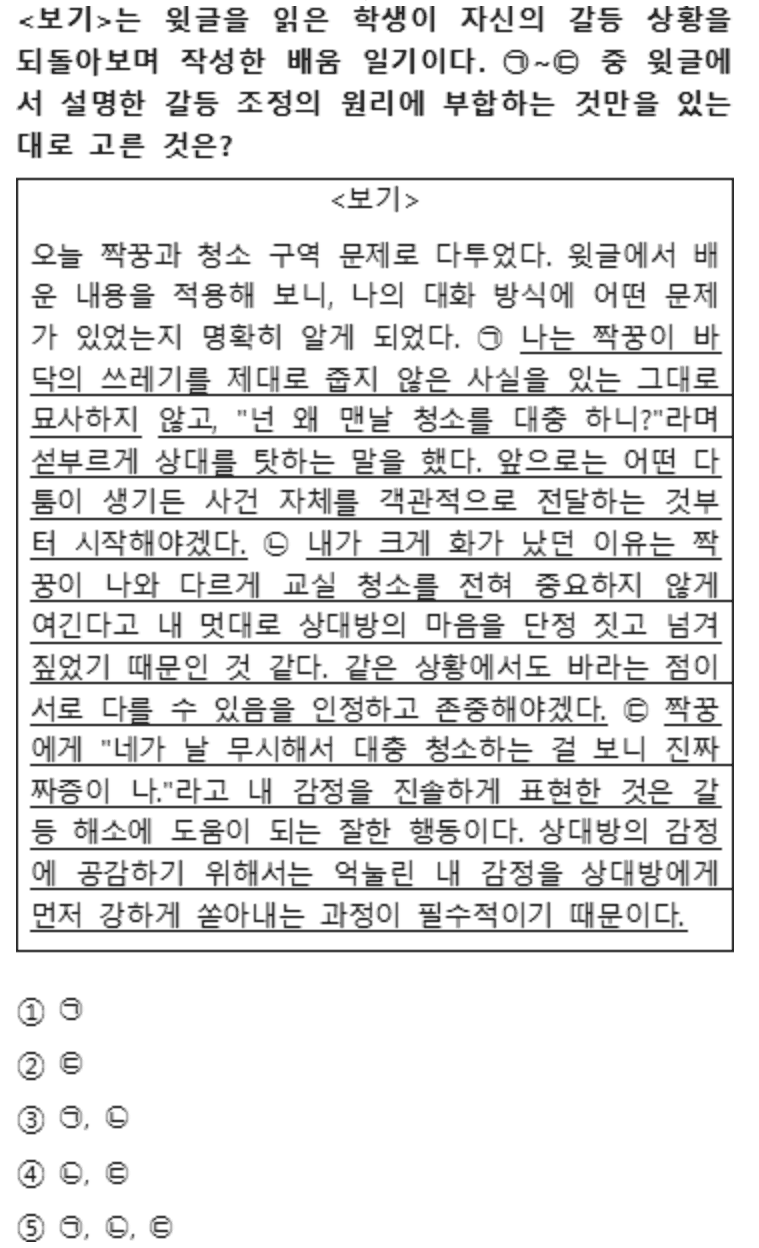 <보기>는 윗글을 읽은 학생이 자신의 갈등 상황을
되돌아보며 작성한 배움 일기이다. ㉠~㉢ 중 윗글에
서 설명한 갈등 조정의 원리에 부합하는 것만을 있는
대로 고른 것은?
<보기>
오늘 짝꿍과 청소 구역 문제로 다투었다. 윗글에서 배
운 내용을 적용해 보니, 나의 대화 방식에 어떤 문제
가 있었는지 명확히 알게 되었다. ㉠ 나는 짝꿍이 바
닥의 쓰레기를 제대로 줍지 않은 사실을 있는 그대로
묘사하지 않고, "넌 왜 맨날 청소를 대충 하니?"라며
섣부르게 상대를 탓하는 말을 했다. 앞으로는 어떤 다
툼이 생기든 사건 자체를 객관적으로 전달하는 것부
터 시작해야겠다. ㉡ 내가 크게 화가 났던 이유는 짝
꿍이 나와 다르게 교실 청소를 전혀 중요하지 않게
여긴다고 내 멋대로 상대방의 마음을 단정 짓고 넘겨
짚었기 때문인 것 같다. 같은 상황에서도 바라는 점이
서로 다를 수 있음을 인정하고 존중해야겠다. ㉢ 짝꿍
에게 "네가 날 무시해서 대충 청소하는 걸 보니 진짜
짜증이 나."라고 내 감정을 진솔하게 표현한 것은 갈
등 해소에 도움이 되는 잘한 행동이다. 상대방의 감정
에 공감하기 위해서는 억눌린 내 감정을 상대방에게
먼저 강하게 쏟아내는 과정이 필수적이기 때문이다.
① ㉠
② ㉢
③ ㉠, ㉡
④ ㉡, ㉢
⑤ ㉠, ㉡, ㉢